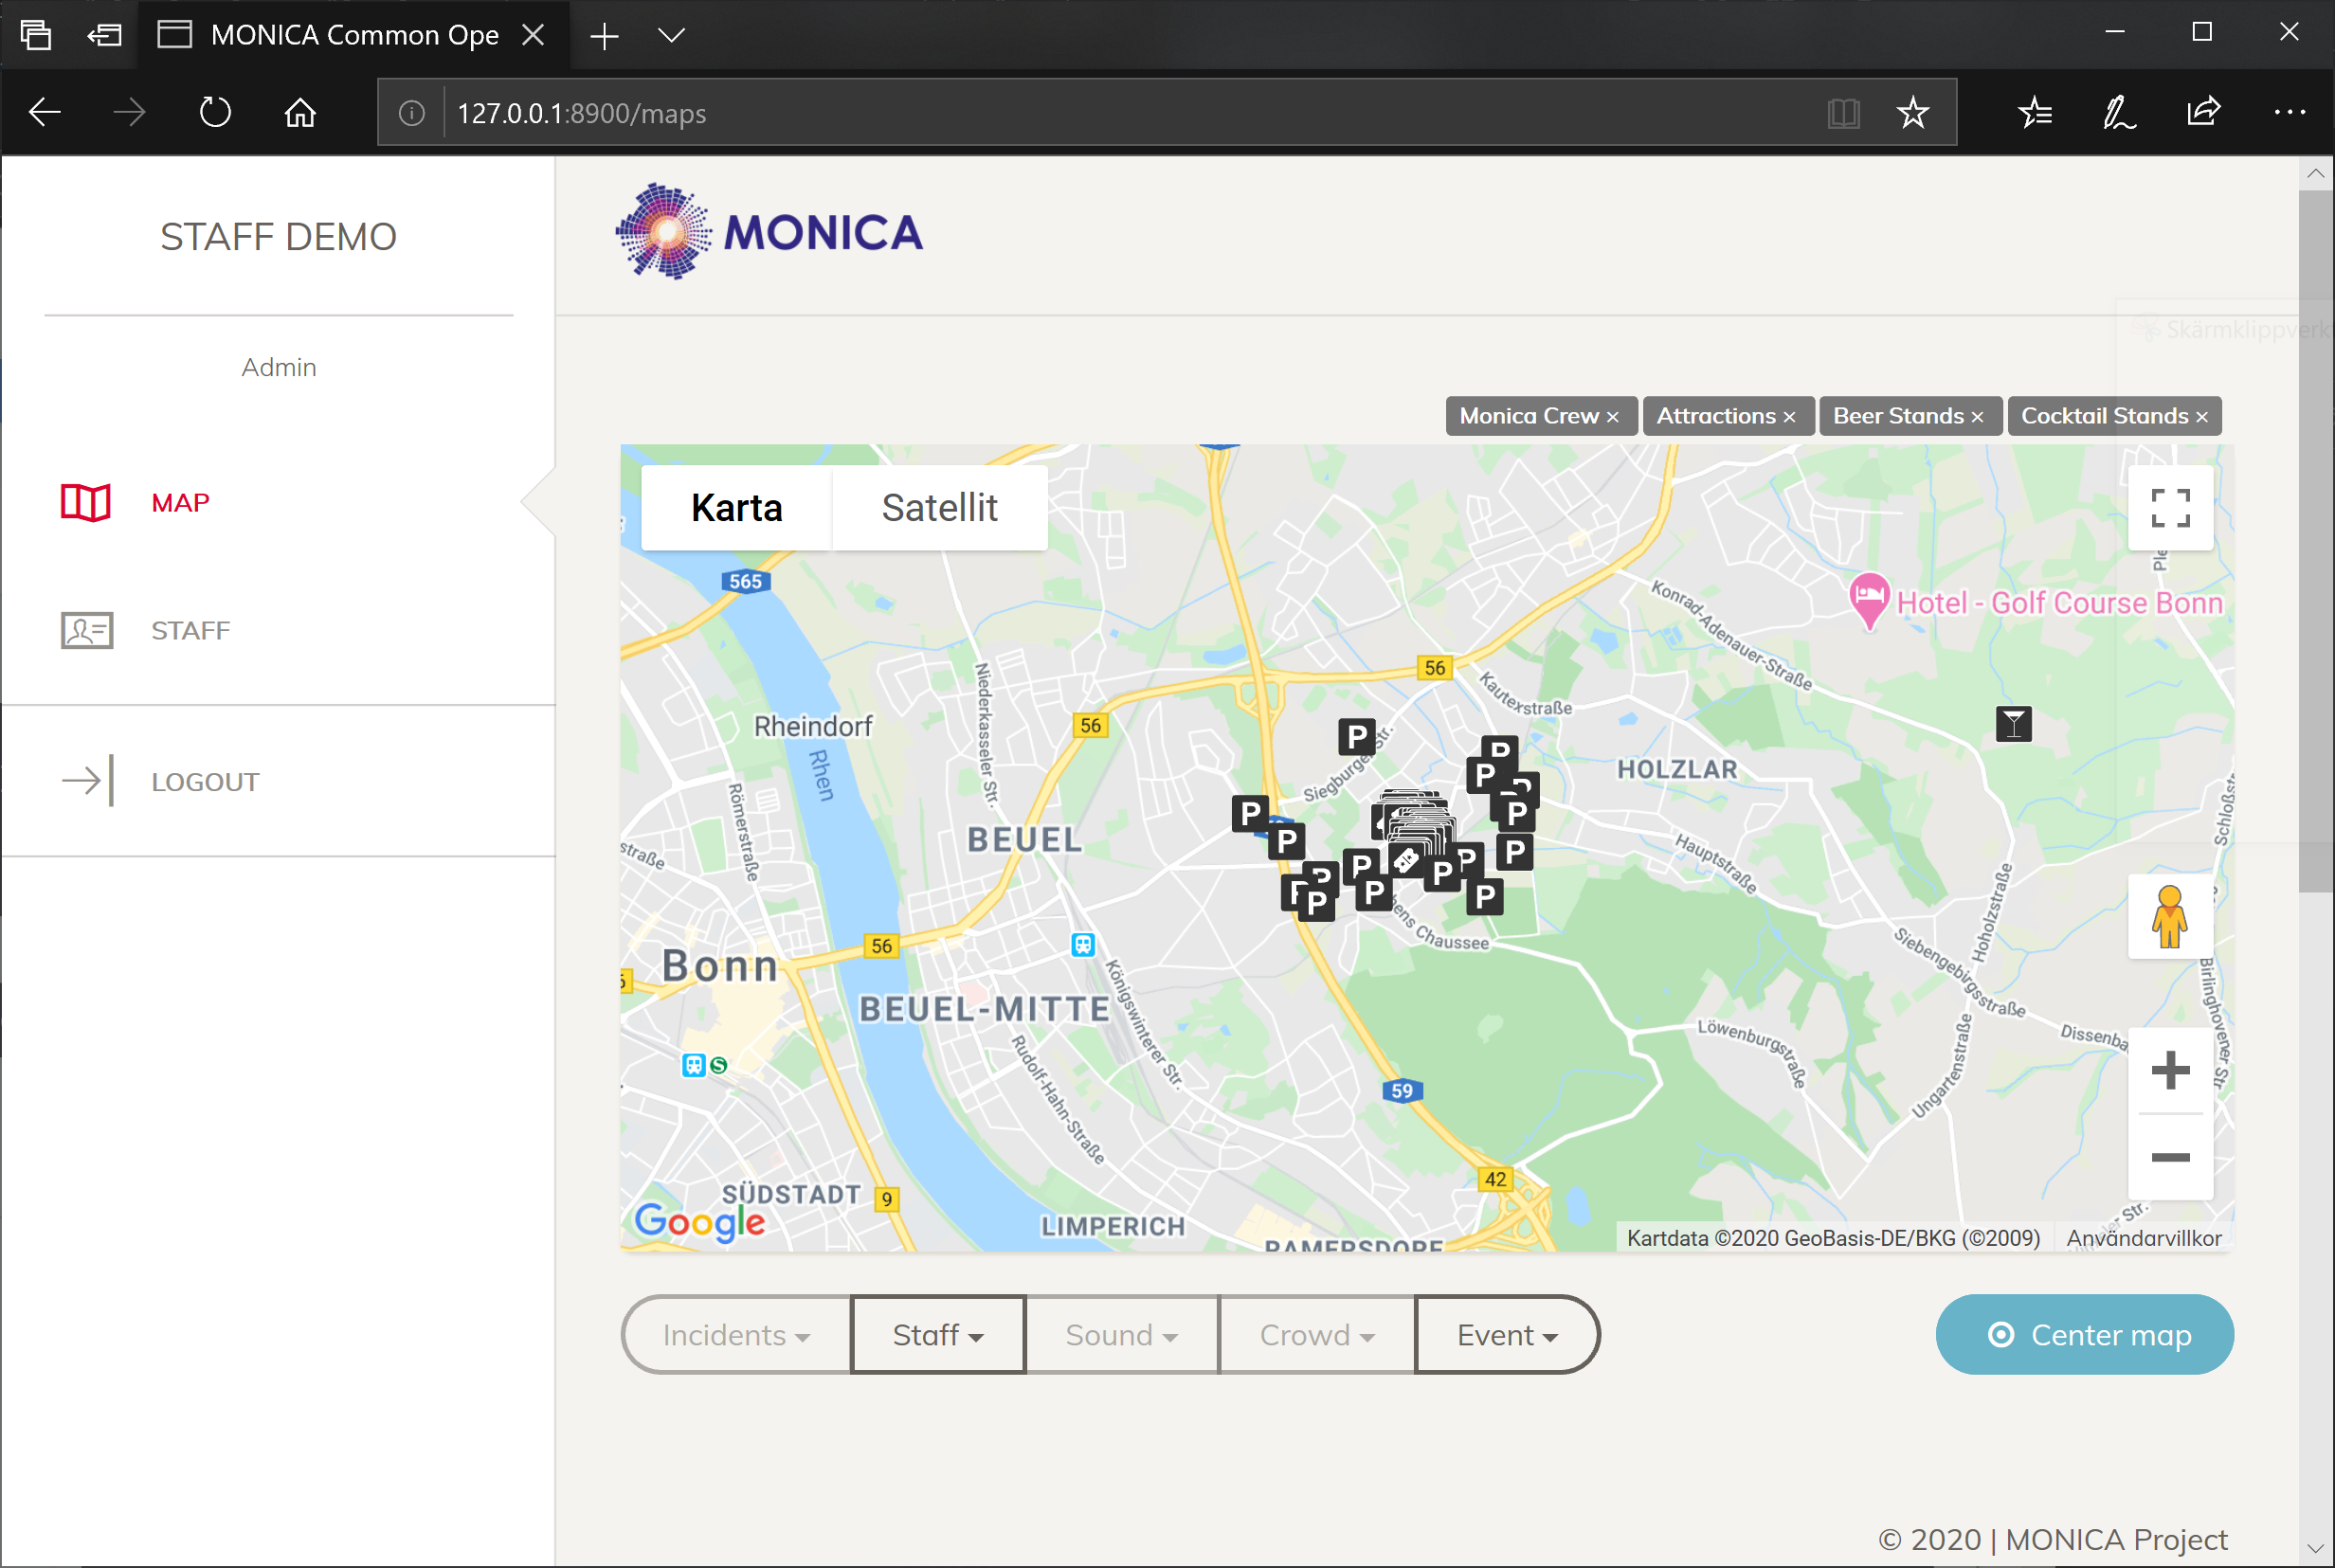 MONICA Common Ope
127.0.0.1:8900/maps
STAFF DEMO
Admin
MAP
STAFF
LOGOUT
MONICA
Skärmklippverk
Monica Crew ×
Attractions ×
Beer Stands ×
Cocktail Stands ×
Karta
Satellit
565
Hotel - Golf Course Bonn
Konrad-Adenauer-Straße
Niederkasseler Str.
56
Kautexstraße
56
Rheindorf
Rhen
Römerstraße
Siegburger Str.
HOLZLAR
P
P
P
P
P
P
P
P
P
P
P
P
P
P
BEUEL
straße
Hauptstraße
Schloßst
Hoholzstraße
hens Chaussee
56
Bonn
BEUEL-MITTE
Königswinterer Str.
Rudolf-Hahn-Straße
Siebengebirgsstraße
Birlinghovener Str.
Dissenba
Löwenburgstraße
Ungartenstraße
S
59
42
SÜDSTADT
9
LIMPERICH
RAMERSDORF
Google
Kartdata ©2020 GeoBasis-DE/BKG (©2009)
Användarvillkor
Incidents
Staff
Sound
Crowd
Event
Center map
© 2020 | MONICA Project